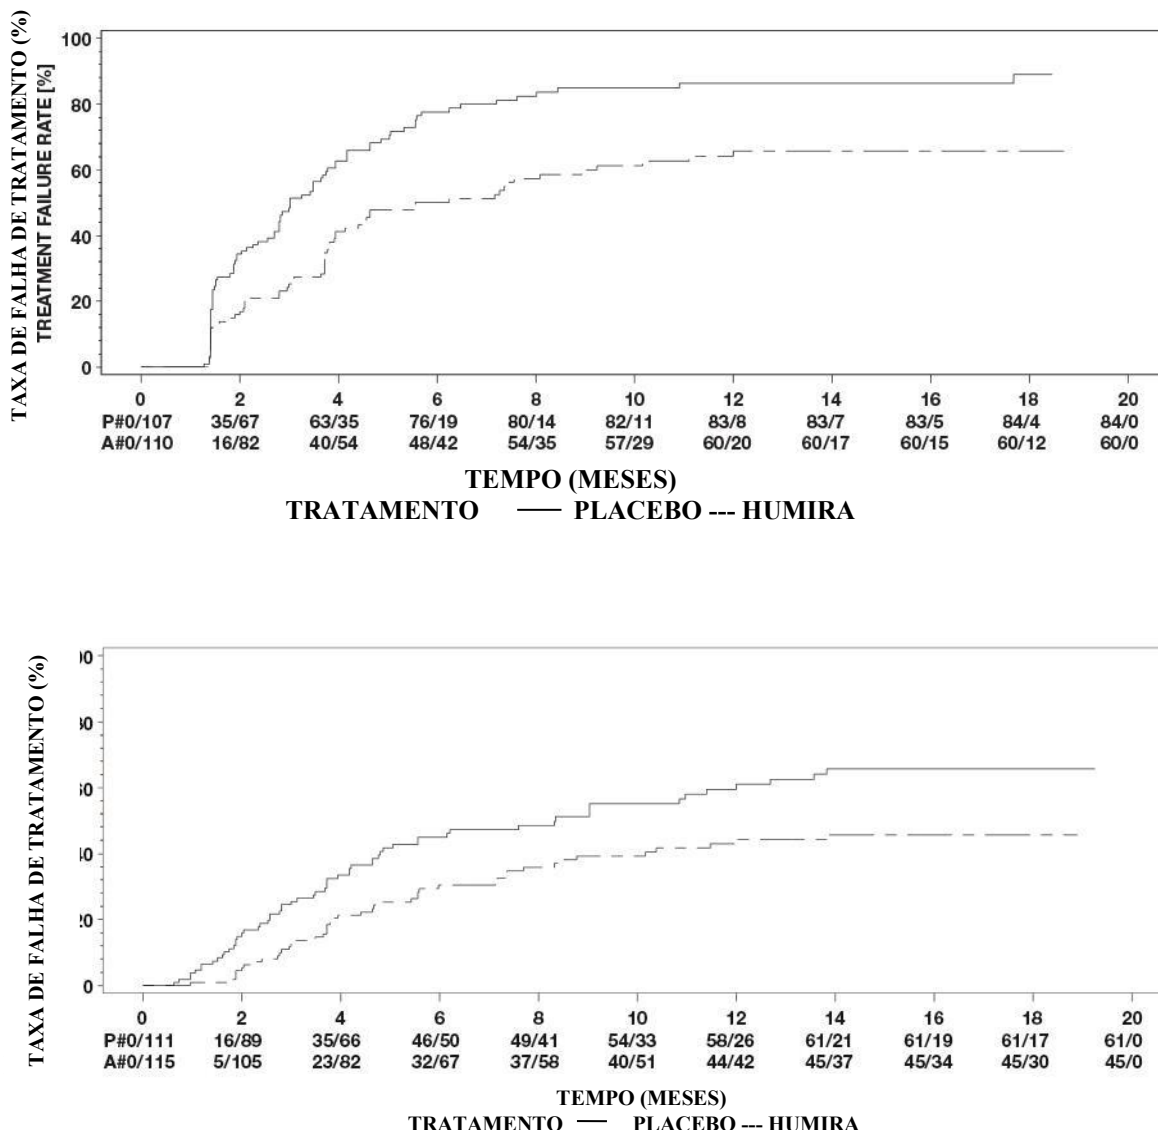 TAXA DE FALHA DE TRATAMENTO (%)
TREATMENT FAILURE RATE [%]
100
80
60
40
20
0
0 2 4 6 8 10 12 14 16 18 20
P#0/107 35/67 63/35 76/19 80/14 82/11 83/8 83/7 83/5 84/4 84/0
A#0/110 16/82 40/54 48/42 54/35 57/29 60/20 60/17 60/15 60/12 60/0
TEMPO (MESES)
TRATAMENTO — PLACEBO --- HUMIRA
TAXA DE FALHA DE TRATAMENTO (%)
00
80
60
40
20
0
0 2 4 6 8 10 12 14 16 18 20
P#0/111 16/89 35/66 46/50 49/41 54/33 58/26 61/21 61/19 61/17 61/0
A#0/115 5/105 23/82 32/67 37/58 40/51 44/42 45/37 45/34 45/30 45/0
TEMPO (MESES)
TRATAMENTO — PLACEBO --- HUMIRA